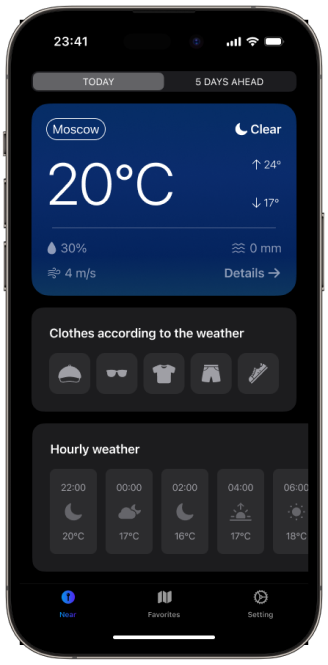 23:41
TODAY 5 DAYS AHEAD
Moscow Clear
20°C
↑ 24°
↓ 17°
30% 0 mm
4 m/s Details →
Clothes according to the weather
Hourly weather
22:00 00:00 02:00 04:00 06:00
20°C 17°C 16°C 17°C 18°C
Near Favorites Setting